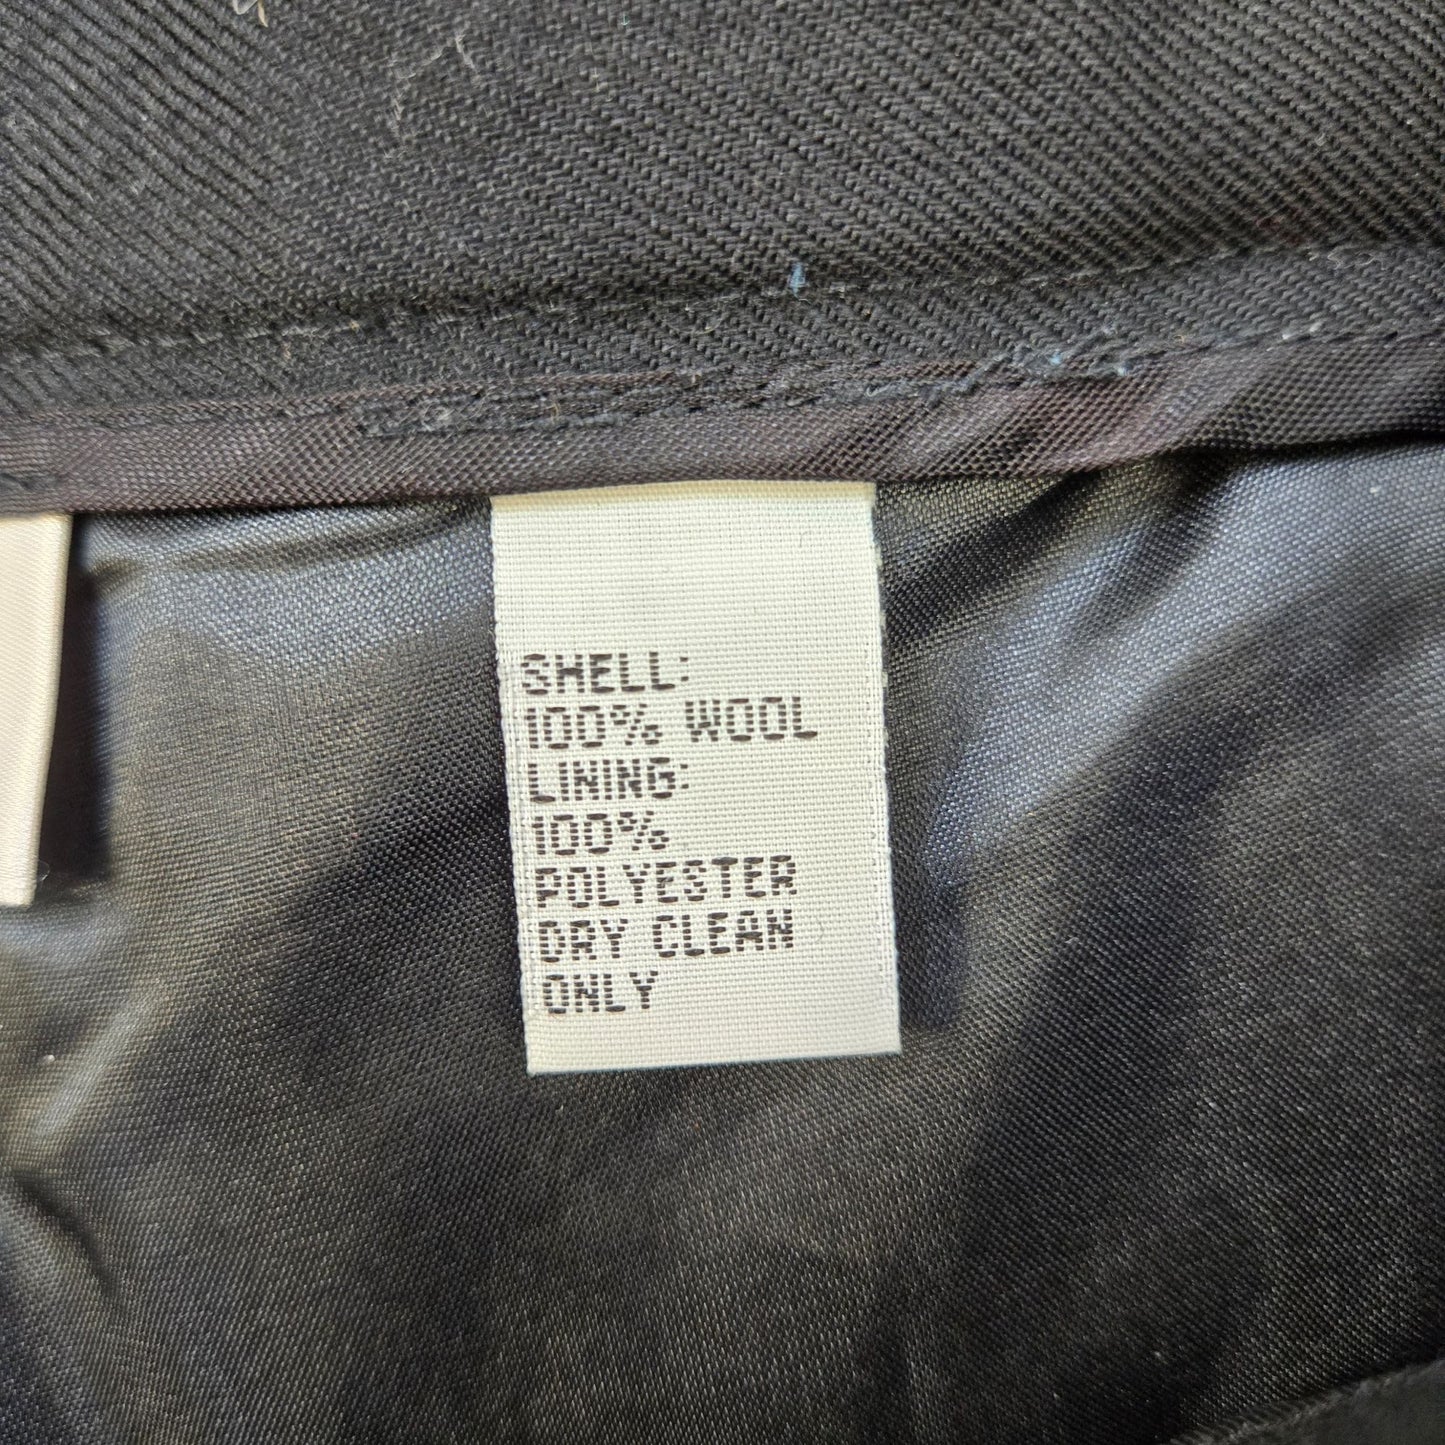 SHELL:
100% WOOL
LINING:
100%
POLYESTER
DRY CLEAN
ONLY